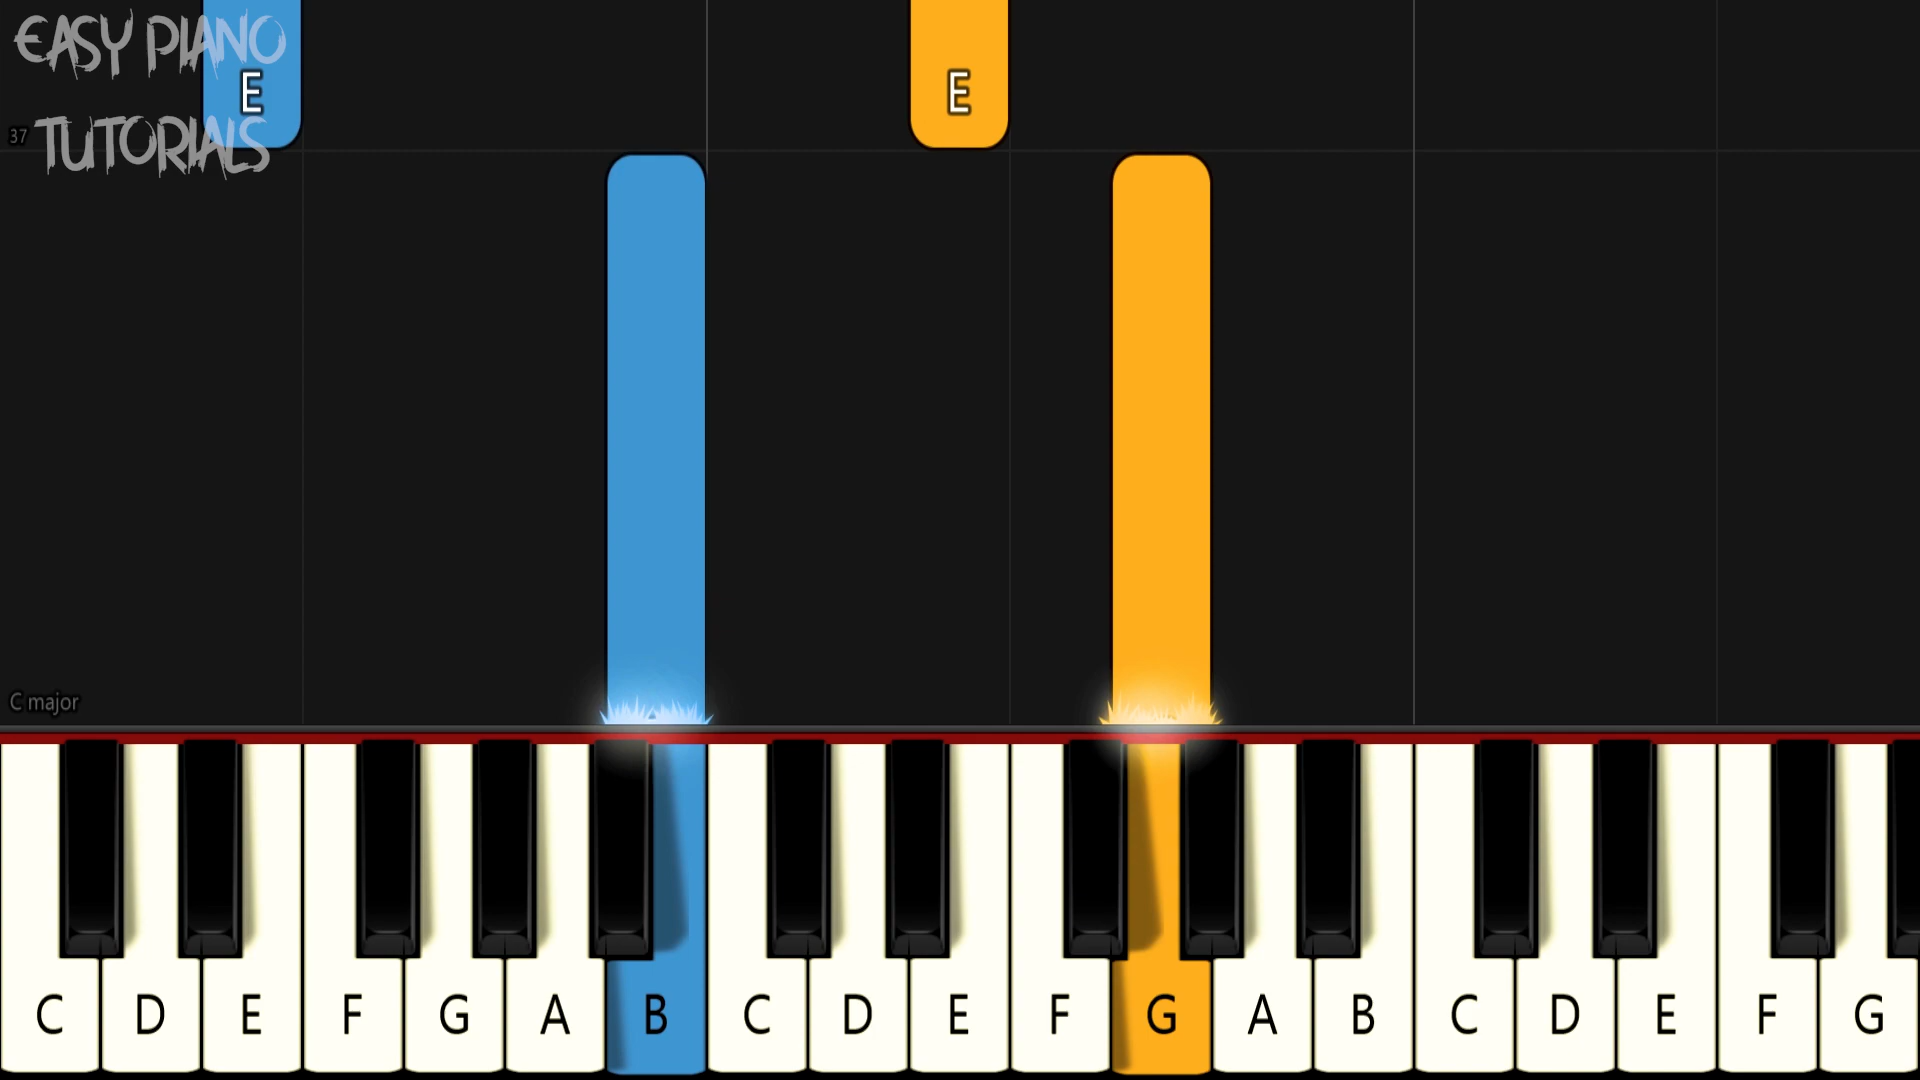 EASY PIANO
TUTORIALS
E E
37
C major
C D E F G A B C D E F G A B C D E F G